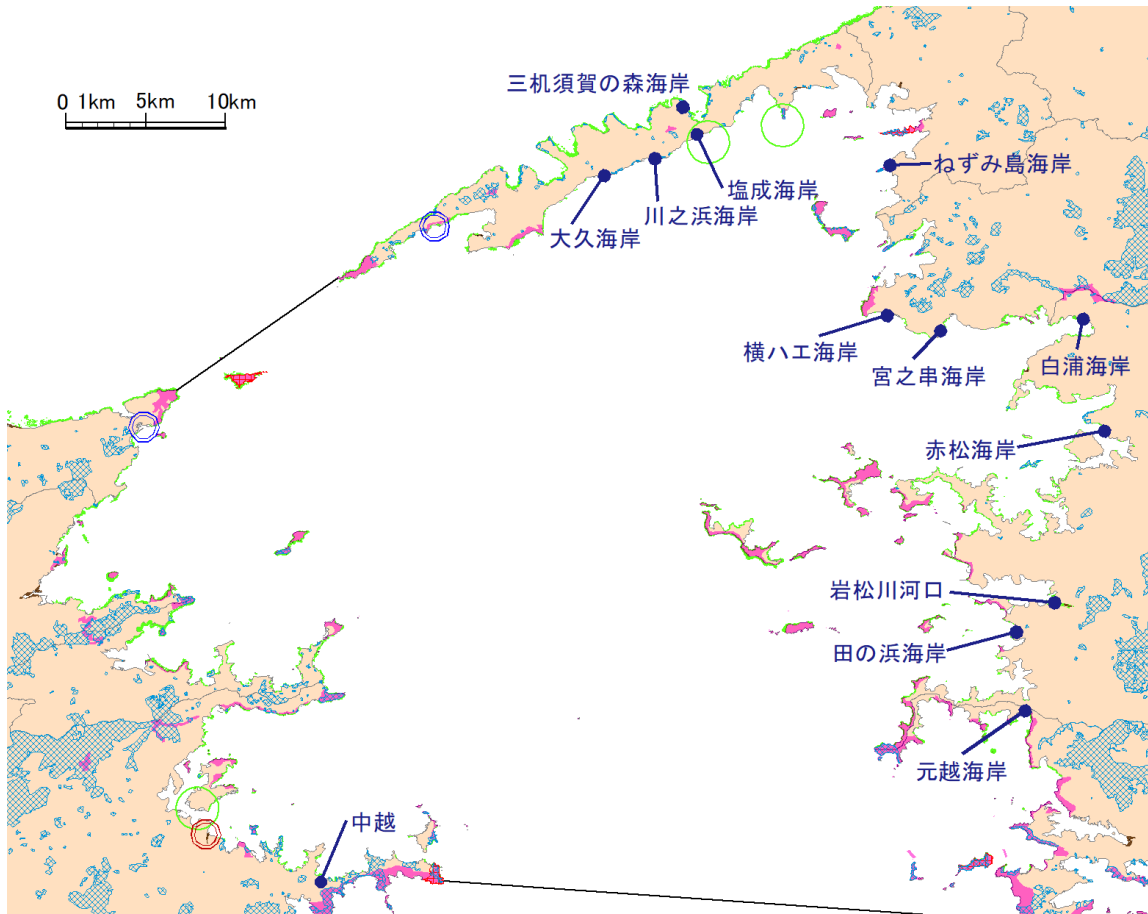 三机須賀の森海岸
0 1km 5km 10km
ねずみ島海岸
塩成海岸
川之浜海岸
大久海岸
横ハエ海岸
宮之串海岸
白浦海岸
赤松海岸
岩松川河口
田の浜海岸
元越海岸
中越